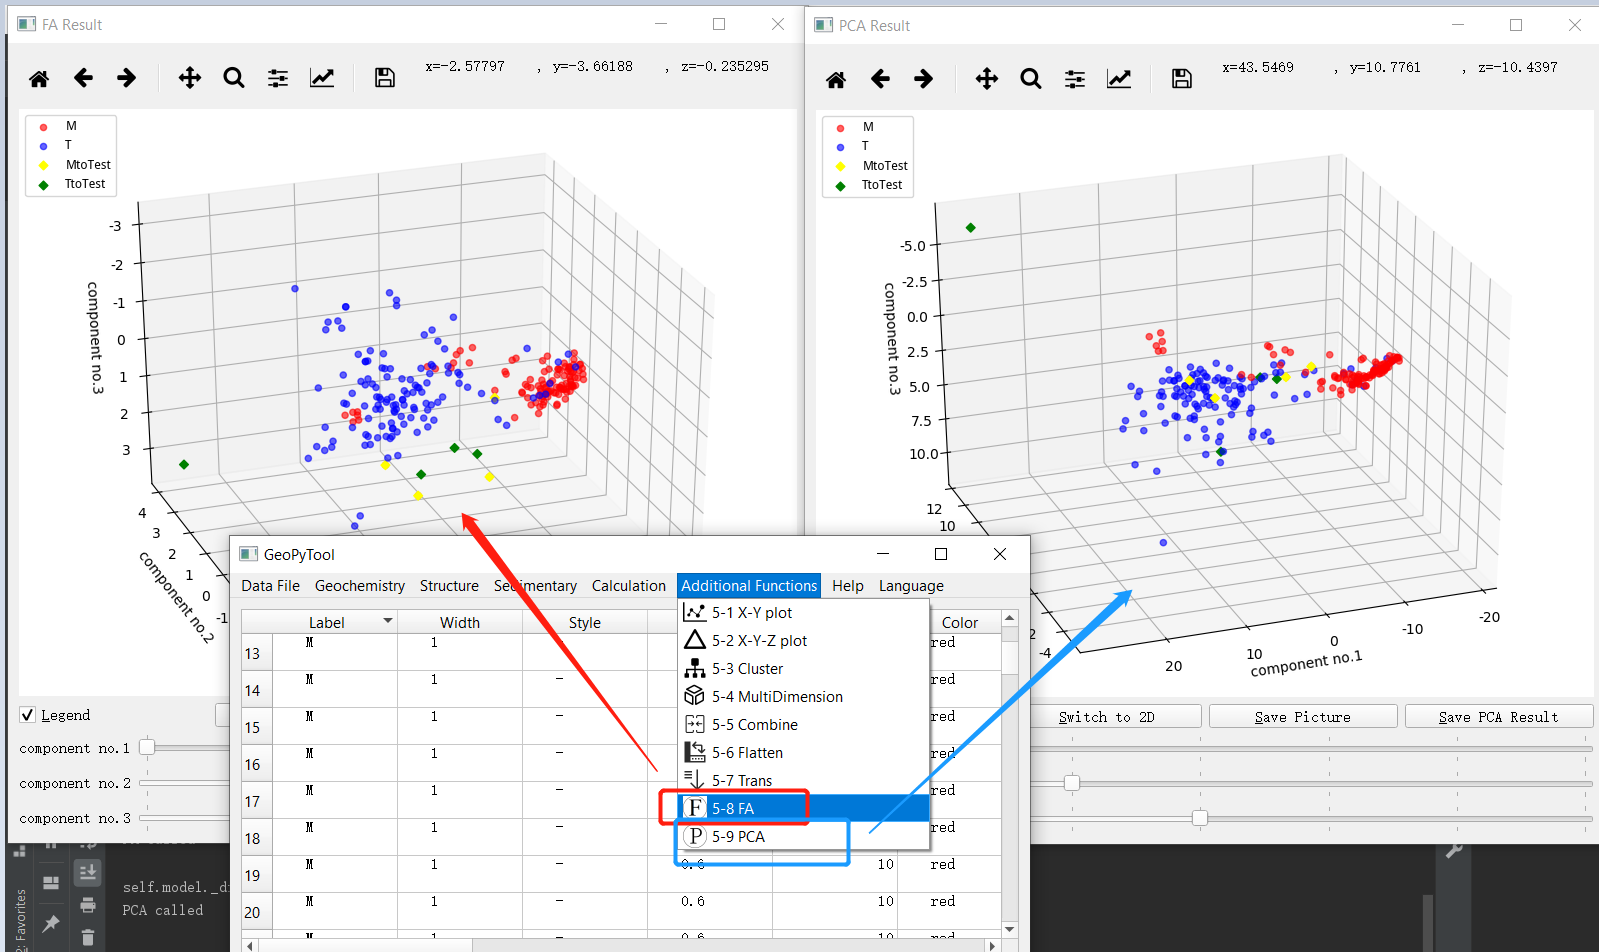 FA Result
x=-2.57797 , y=-3.66188 , z=-0.235295
M
T
MtoTest
TtoTest
-3
-2
-1
0
1
2
3
component no.3
4
3
2
1
0
-1
component no.2
Legend
component no.1
component no.2
component no.3
PCA Result
x=43.5469 , y=10.7761 , z=-10.4397
M
T
MtoTest
TtoTest
-5.0
-2.5
0.0
2.5
5.0
7.5
10.0
component no.3
12
10
2
-4
20
10
0
-10
-20
component no.1
Switch to 2D
Save Picture
Save PCA Result
GeoPyTool
Data File Geochemistry Structure Sedimentary Calculation Additional Functions Help Language
Label Width Style Color
13 M 1 - red
14 M 1 - red
15 M 1 - red
16 M 1 - red
17 M 1 - red
18 M 1 - red
19 M 1 - 0.6 10 red
20 M 1 - 0.6 10 red
M 1 - 0.6 10 red
5-1 X-Y plot
5-2 X-Y-Z plot
5-3 Cluster
5-4 MultiDimension
5-5 Combine
5-6 Flatten
5-7 Trans
F 5-8 FA
P 5-9 PCA
2: Favorites
self.model._d
PCA called